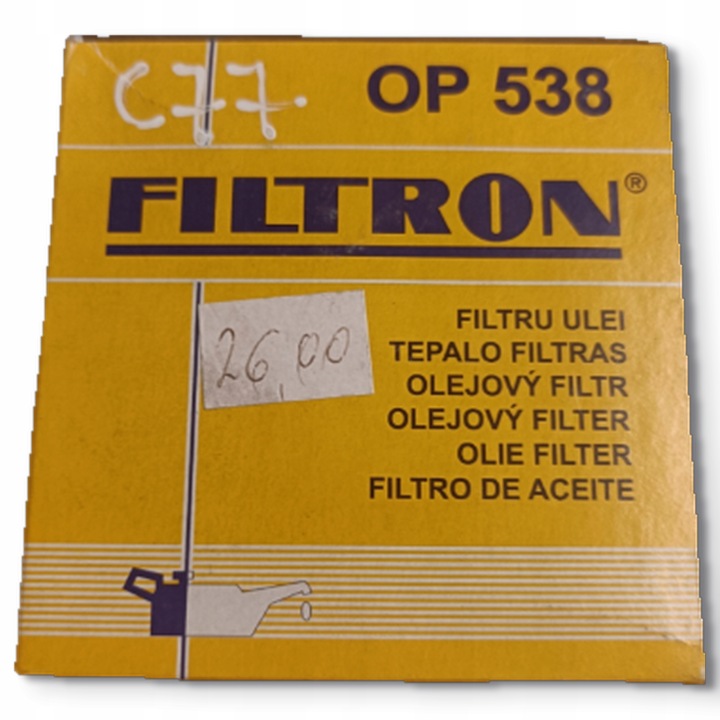 C77.
OP 538
FILTRON®
26,00
FILTRU ULEI
TEPALO FILTRAS
OLEJOVÝ FILTR
OLEJOVÝ FILTER
OLIE FILTER
FILTRO DE ACEITE